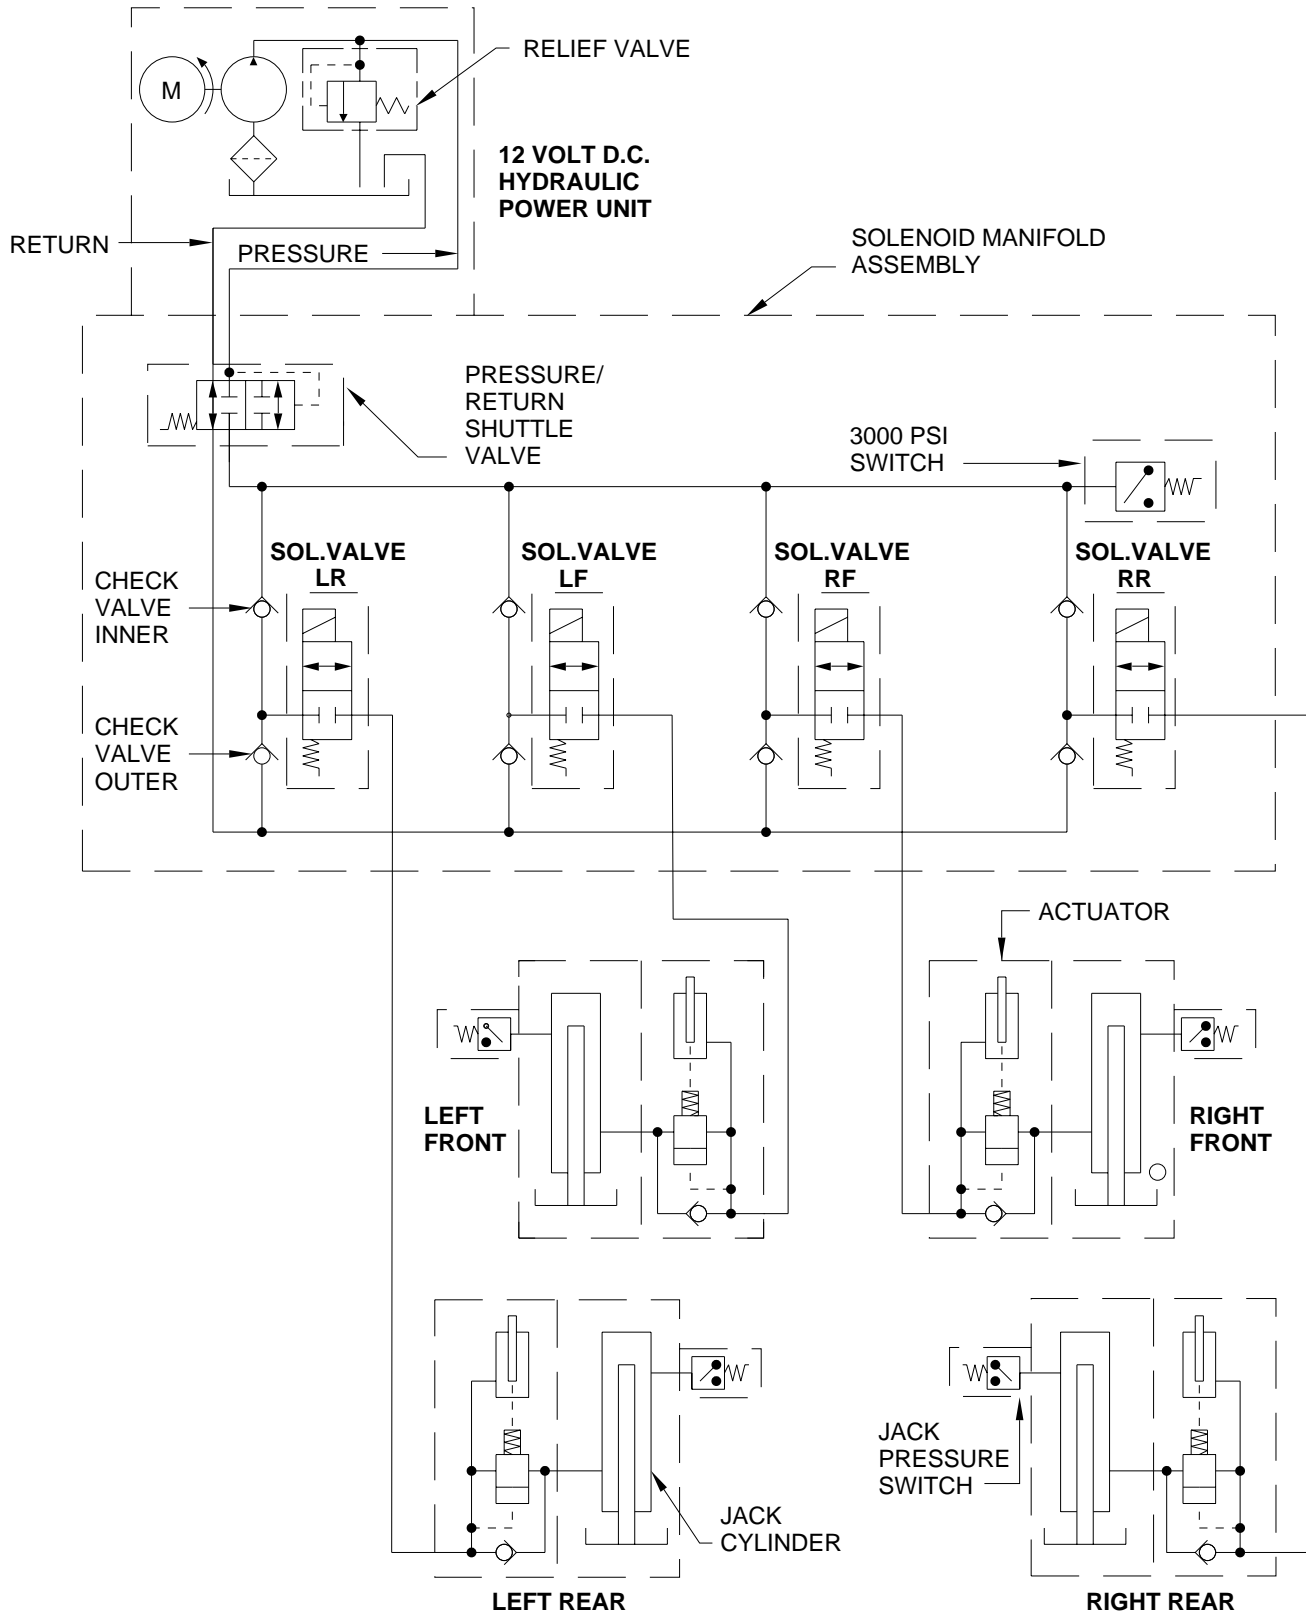 RELIEF VALVE
M
12 VOLT D.C.
HYDRAULIC
POWER UNIT
RETURN
PRESSURE
SOLENOID MANIFOLD
ASSEMBLY
PRESSURE/
RETURN
SHUTTLE
VALVE
3000 PSI
SWITCH
SOL.VALVE
LR
SOL.VALVE
LF
SOL.VALVE
RF
SOL.VALVE
RR
CHECK
VALVE
INNER
CHECK
VALVE
OUTER
ACTUATOR
LEFT
FRONT
RIGHT
FRONT
JACK
PRESSURE
SWITCH
JACK
CYLINDER
LEFT REAR
RIGHT REAR